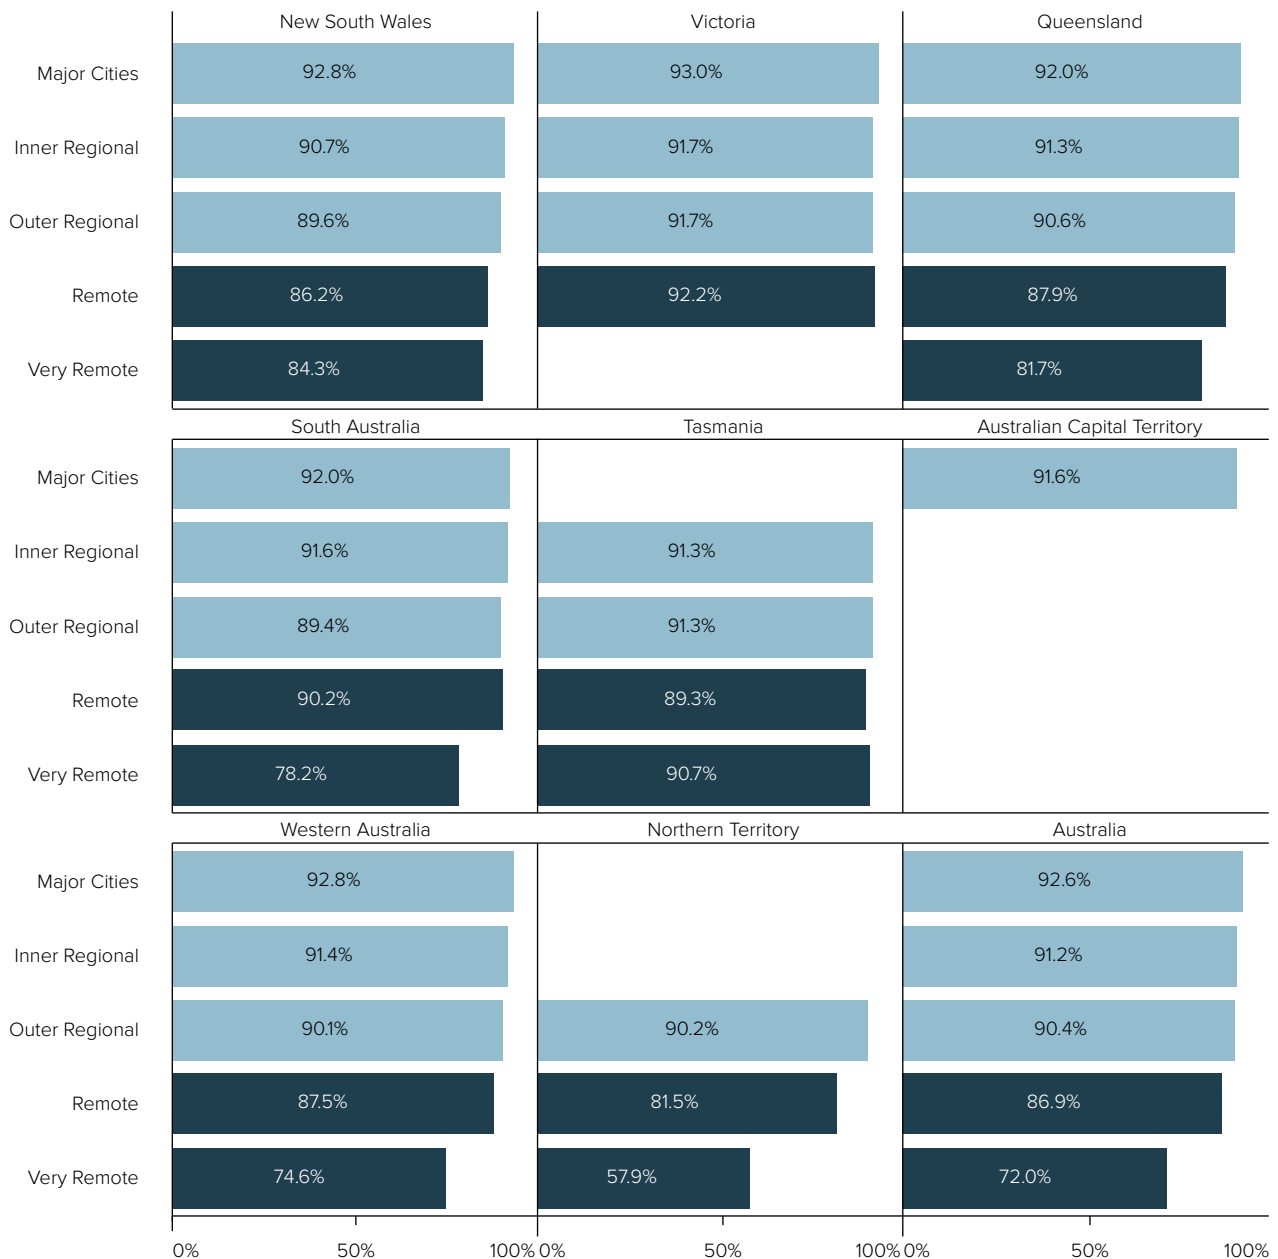 New South Wales Victoria Queensland
Major Cities 92.8% 93.0% 92.0%
Inner Regional 90.7% 91.7% 91.3%
Outer Regional 89.6% 91.7% 90.6%
Remote 86.2% 92.2% 87.9%
Very Remote 84.3% 81.7%
South Australia Tasmania Australian Capital Territory
Major Cities 92.0% 91.6%
Inner Regional 91.6% 91.3%
Outer Regional 89.4% 91.3%
Remote 90.2% 89.3%
Very Remote 78.2% 90.7%
Western Australia Northern Territory Australia
Major Cities 92.8% 92.6%
Inner Regional 91.4% 91.2%
Outer Regional 90.1% 90.2% 90.4%
Remote 87.5% 81.5% 86.9%
Very Remote 74.6% 57.9% 72.0%
0% 50% 100% 0% 50% 100% 0% 50% 100%